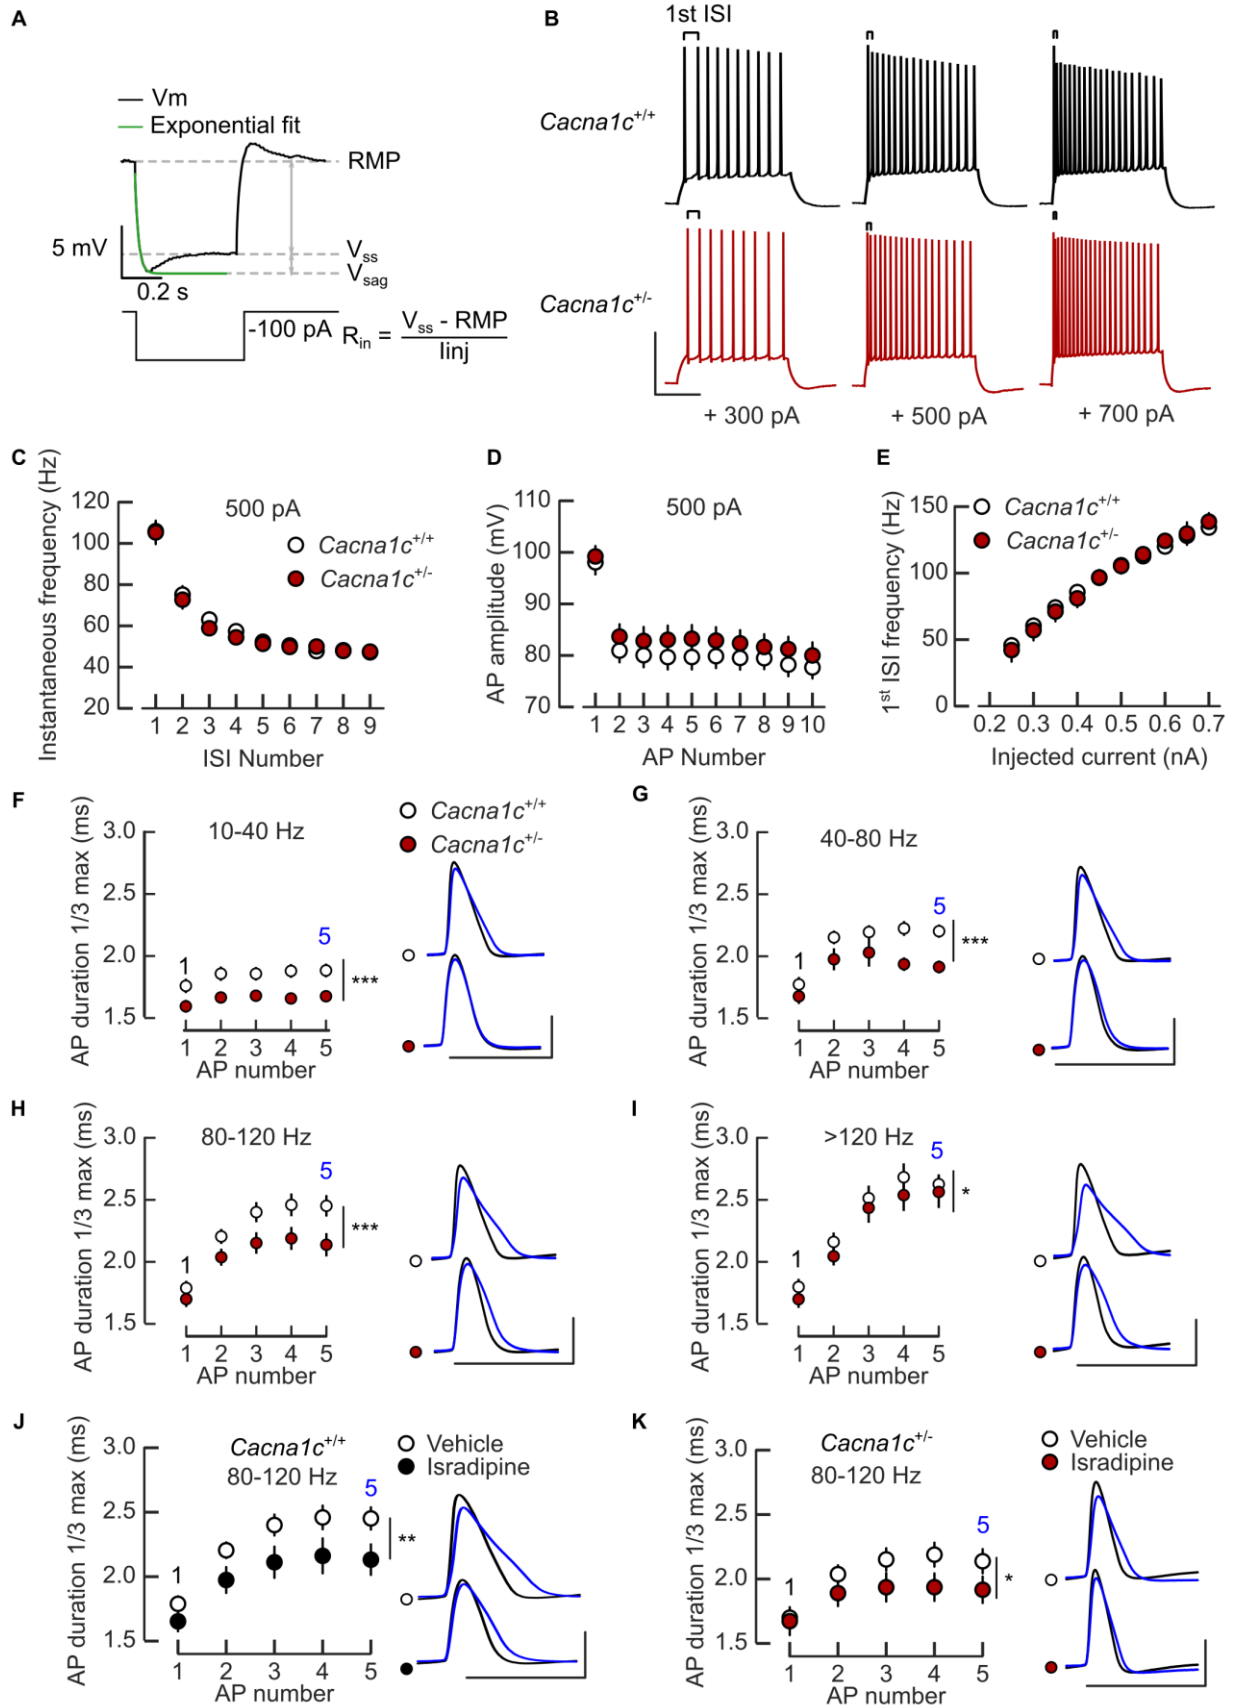 A
Vm
Exponential fit
RMP
5 mV
Vss
Vsag
0.2 s
-100 pA
Rin = Vss - RMP
Iinj
B
1st ISI
Cacna1c+/+
Cacna1c+/-
+ 300 pA
+ 500 pA
+ 700 pA
C
Instantaneous frequency (Hz)
120
100
80
60
40
20
500 pA
Cacna1c+/+
Cacna1c+/-
1 2 3 4 5 6 7 8 9
ISI Number
D
AP amplitude (mV)
110
100
90
80
70
500 pA
1 2 3 4 5 6 7 8 9 10
AP Number
E
1st ISI frequency (Hz)
150
100
50
0
Cacna1c+/+
Cacna1c+/-
0.2 0.3 0.4 0.5 0.6 0.7
Injected current (nA)
F
AP duration 1/3 max (ms)
3.0
2.5
2.0
1.5
10-40 Hz
Cacna1c+/+
Cacna1c+/-
1
5
***
1 2 3 4 5
AP number
G
AP duration 1/3 max (ms)
3.0
2.5
2.0
1.5
40-80 Hz
1
5
***
1 2 3 4 5
AP number
H
AP duration 1/3 max (ms)
3.0
2.5
2.0
1.5
80-120 Hz
1
5
***
1 2 3 4 5
AP number
I
AP duration 1/3 max (ms)
3.0
2.5
2.0
1.5
>120 Hz
1
5
*
1 2 3 4 5
AP number
J
AP duration 1/3 max (ms)
3.0
2.5
2.0
1.5
Cacna1c+/+
80-120 Hz
Vehicle
Isradipine
1
5
**
1 2 3 4 5
AP number
K
AP duration 1/3 max (ms)
3.0
2.5
2.0
1.5
Cacna1c+/-
80-120 Hz
Vehicle
Isradipine
1
5
*
1 2 3 4 5
AP number